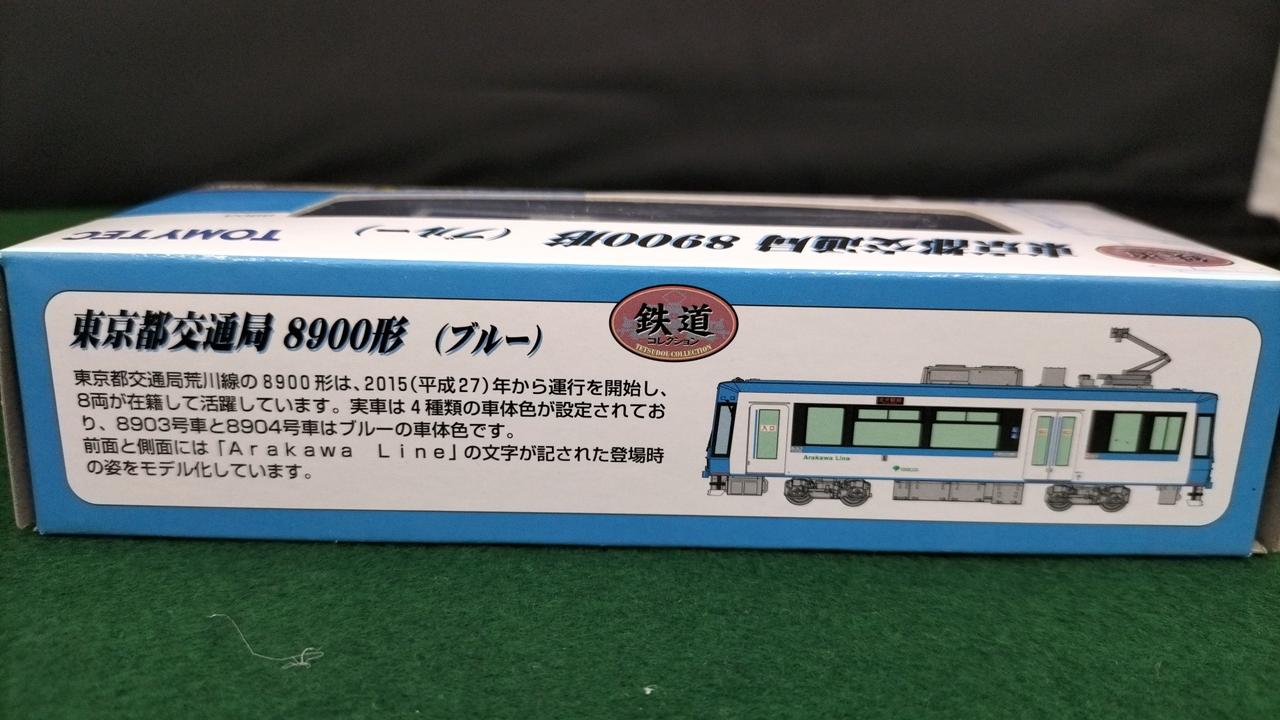 TOMYTEC
東京都交通局 8900形 (ブルー)
東京都交通局 8900形 (ブルー)
鉄道
コレクション
TETSUDOU COLLECTION
東京都交通局荒川線の8900形は、2015(平成27)年から運行を開始し、
8両が在籍して活躍しています。実車は4種類の車体色が設定されてお
り、8903号車と8904号車はブルーの車体色です。
前面と側面には「Arakawa Line」の文字が記された登場時
の姿をモデル化しています。
入口
Arakawa Line